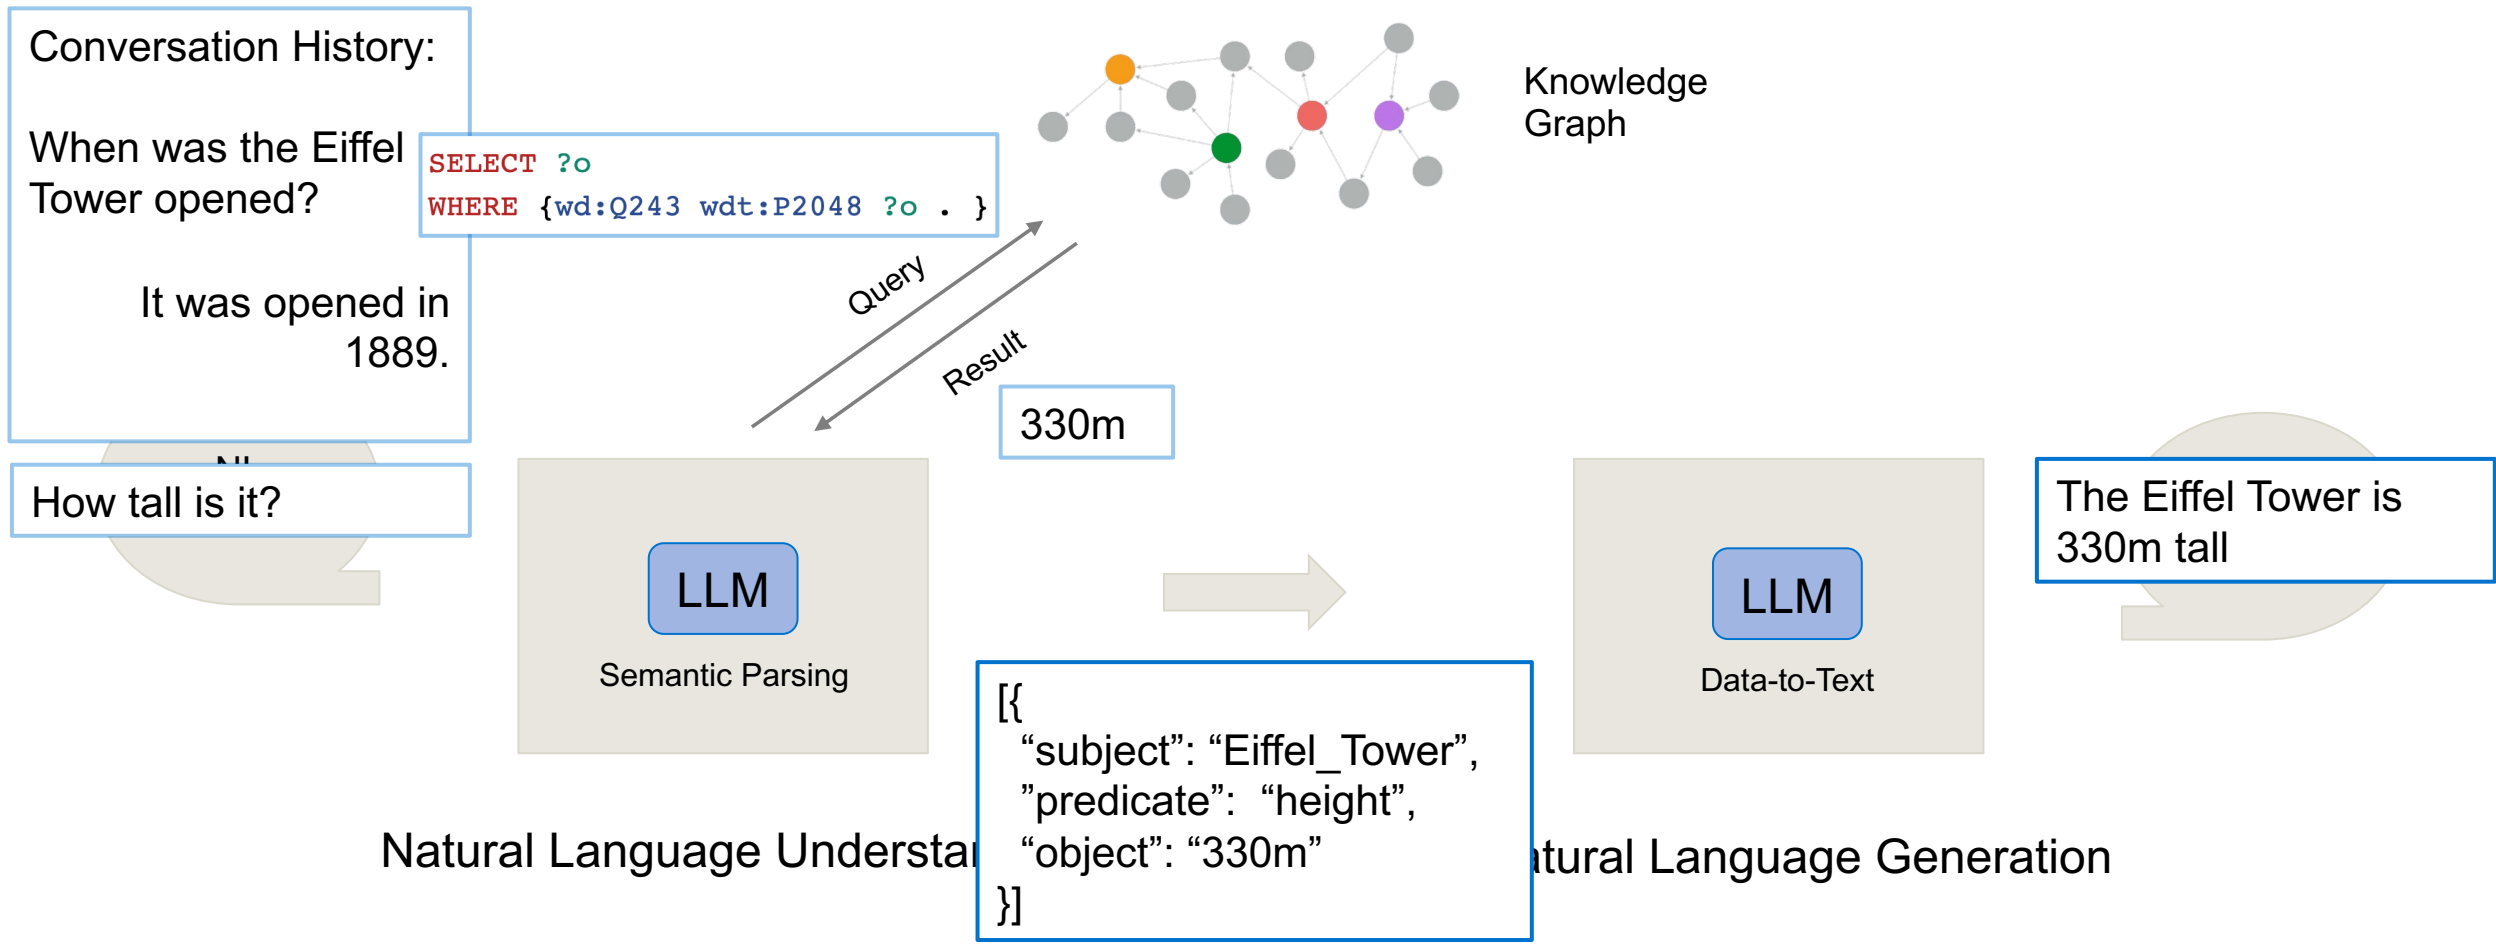 Conversation History:
When was the Eiffel
Tower opened?
It was opened in
1889.
How tall is it?
SELECT ?o
WHERE {wd:Q243 wdt:P2048 ?o . }
Query
Result
330m
Knowledge
Graph
LLM
Semantic Parsing
[{
“subject”: “Eiffel_Tower”,
”predicate”:  “height”,
“object”: “330m”
}]
LLM
Data-to-Text
The Eiffel Tower is
330m tall
Natural Language
Language Generation